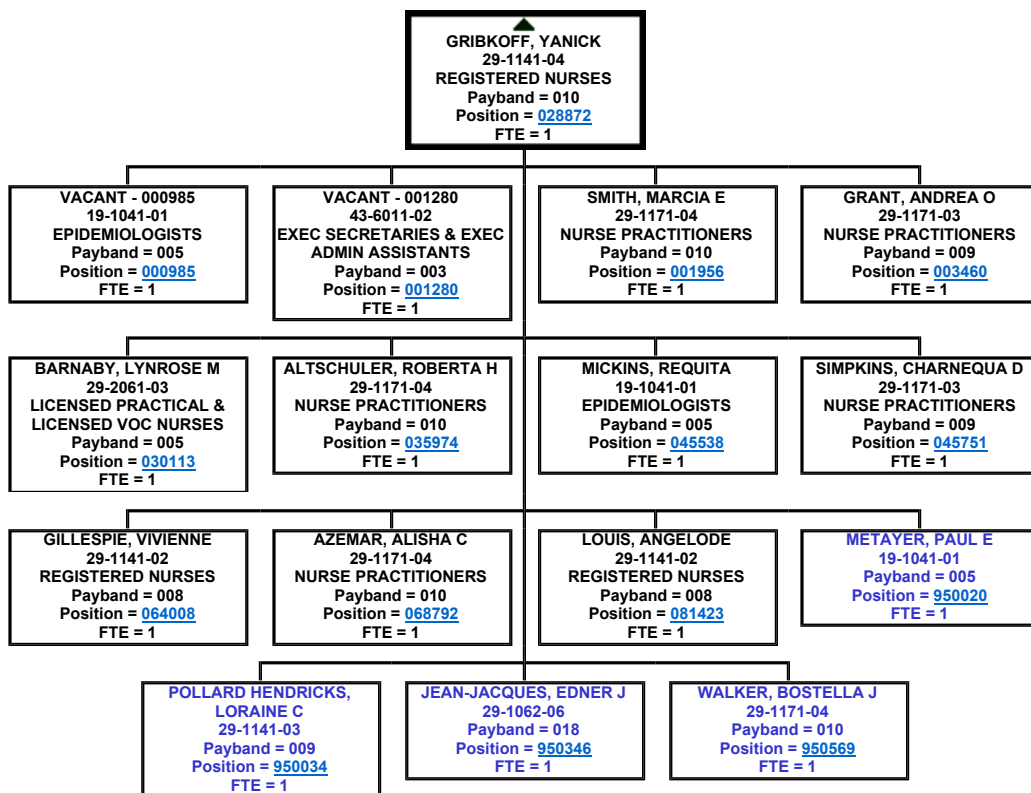 GRIBKOFF, YANICK
29-1141-04
REGISTERED NURSES
Payband = 010
Position = 028872
FTE = 1
VACANT - 000985
19-1041-01
EPIDEMIOLOGISTS
Payband = 005
Position = 000985
FTE = 1
VACANT - 001280
43-6011-02
EXEC SECRETARIES & EXEC
ADMIN ASSISTANTS
Payband = 003
Position = 001280
FTE = 1
SMITH, MARCIA E
29-1171-04
NURSE PRACTITIONERS
Payband = 010
Position = 001956
FTE = 1
GRANT, ANDREA O
29-1171-03
NURSE PRACTITIONERS
Payband = 009
Position = 003460
FTE = 1
BARNABY, LYNROSE M
29-2061-03
LICENSED PRACTICAL &
LICENSED VOC NURSES
Payband = 005
Position = 030113
FTE = 1
ALTSCHULER, ROBERTA H
29-1171-04
NURSE PRACTITIONERS
Payband = 010
Position = 035974
FTE = 1
MICKINS, REQUITA
19-1041-01
EPIDEMIOLOGISTS
Payband = 005
Position = 045538
FTE = 1
SIMPKINS, CHARNEQUA D
29-1171-03
NURSE PRACTITIONERS
Payband = 009
Position = 045751
FTE = 1
GILLESPIE, VIVIENNE
29-1141-02
REGISTERED NURSES
Payband = 008
Position = 064008
FTE = 1
AZEMAR, ALISHA C
29-1171-04
NURSE PRACTITIONERS
Payband = 010
Position = 068792
FTE = 1
LOUIS, ANGELODE
29-1141-02
REGISTERED NURSES
Payband = 008
Position = 081423
FTE = 1
METAYER, PAUL E
19-1041-01
Payband = 005
Position = 950020
FTE = 1
POLLARD HENDRICKS,
LORAINE C
29-1141-03
Payband = 009
Position = 950034
FTE = 1
JEAN-JACQUES, EDNER J
29-1062-06
Payband = 018
Position = 950346
FTE = 1
WALKER, BOSTELLA J
29-1171-04
Payband = 010
Position = 950569
FTE = 1